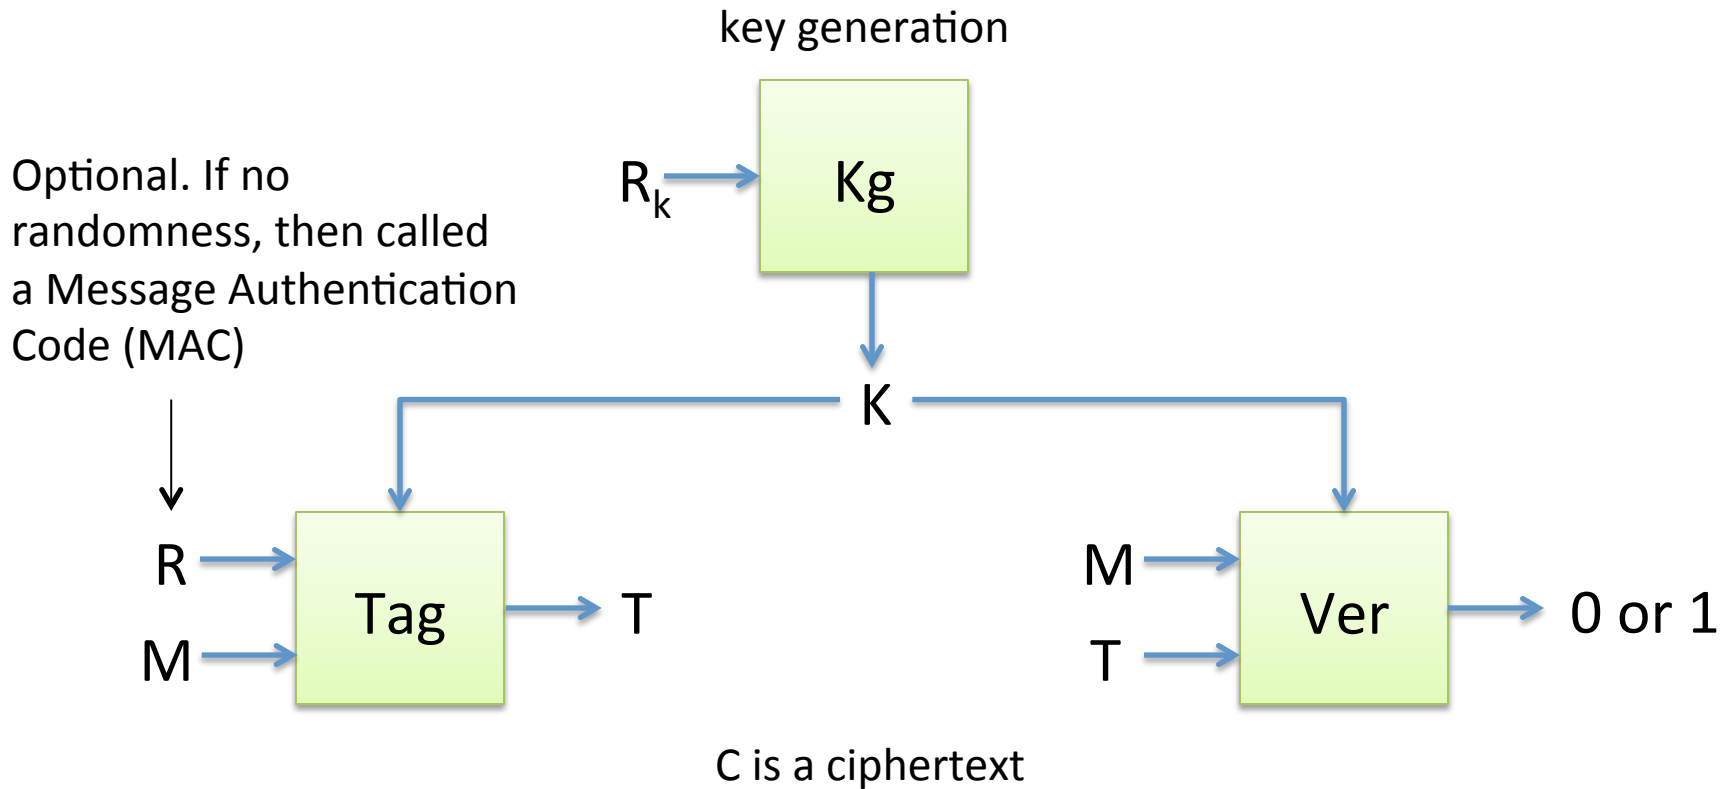 key generation
Optional. If no
randomness, then called
a Message Authentication
Code (MAC)
Rk
Kg
K
R
M
Tag
T
M
T
Ver
0 or 1
C is a ciphertext